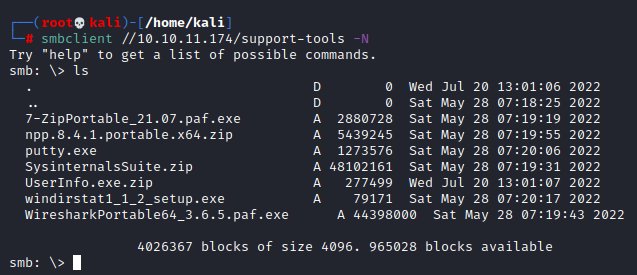 ┌──(root💀kali)-[/home/kali]
└─# smbclient //10.10.11.174/support-tools -N
Try "help" to get a list of possible commands.
smb: \> ls
  .                                   D        0  Wed Jul 20 13:01:06 2022
  ..                                  D        0  Sat May 28 07:18:25 2022
  7-ZipPortable_21.07.paf.exe         A  2880728  Sat May 28 07:19:19 2022
  npp.8.4.1.portable.x64.zip          A  5439245  Sat May 28 07:19:55 2022
  putty.exe                           A  1273576  Sat May 28 07:20:06 2022
  SysinternalsSuite.zip               A 48102161  Sat May 28 07:19:31 2022
  UserInfo.exe.zip                    A   277499  Wed Jul 20 13:01:07 2022
  windirstat1_1_2_setup.exe           A    79171  Sat May 28 07:20:17 2022
  WiresharkPortable64_3.6.5.paf.exe      A 44398000  Sat May 28 07:19:43 2022
                4026367 blocks of size 4096. 965028 blocks available
smb: \>